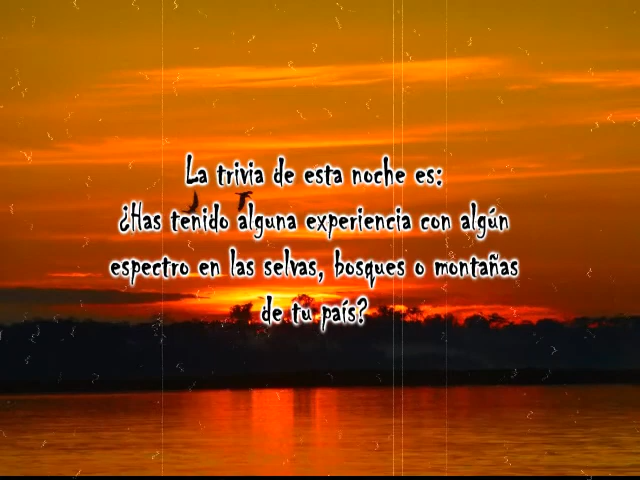 La trivia de esta noche es:
¿Has tenido alguna experiencia con algún
espectro en las selvas, bosques o montañas
de tu país?